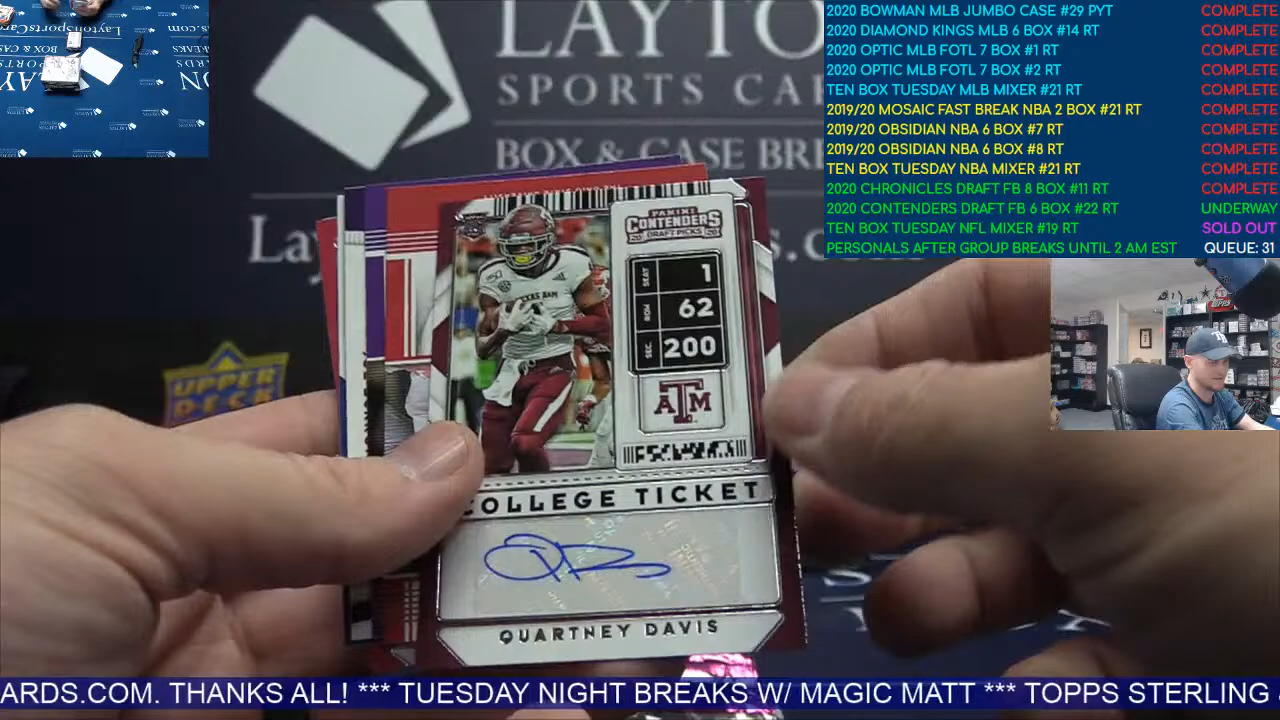 LAYTO
SPORTS CA
BOX & CASE BRE
Layt
2020 BOWMAN MLB JUMBO CASE #29 PYT COMPLETE
2020 DIAMOND KINGS MLB 6 BOX #14 RT COMPLETE
2020 OPTIC MLB FOTL 7 BOX #1 RT COMPLETE
2020 OPTIC MLB FOTL 7 BOX #2 RT COMPLETE
TEN BOX TUESDAY MLB MIXER #21 RT COMPLETE
2019/20 MOSAIC FAST BREAK NBA 2 BOX #21 RT COMPLETE
2019/20 OBSIDIAN NBA 6 BOX #7 RT COMPLETE
2019/20 OBSIDIAN NBA 6 BOX #8 RT COMPLETE
TEN BOX TUESDAY NBA MIXER #21 RT COMPLETE
2020 CHRONICLES DRAFT FB 8 BOX #11 RT COMPLETE
2020 CONTENDERS DRAFT FB 6 BOX #22 RT UNDERWAY
TEN BOX TUESDAY NFL MIXER #19 RT SOLD OUT
PERSONALS AFTER GROUP BREAKS UNTIL 2 AM EST QUEUE: 31
UPPER
DECK
PANINI
CONTENDERS
DRAFT PICKS
SEAT 1
ROW 62
SEC. 200
ATM
TEXAS A&M
COLLEGE TICKET
QUARTNEY DAVIS
ARDS.COM. THANKS ALL! *** TUESDAY NIGHT BREAKS W/ MAGIC MATT *** TOPPS STERLING